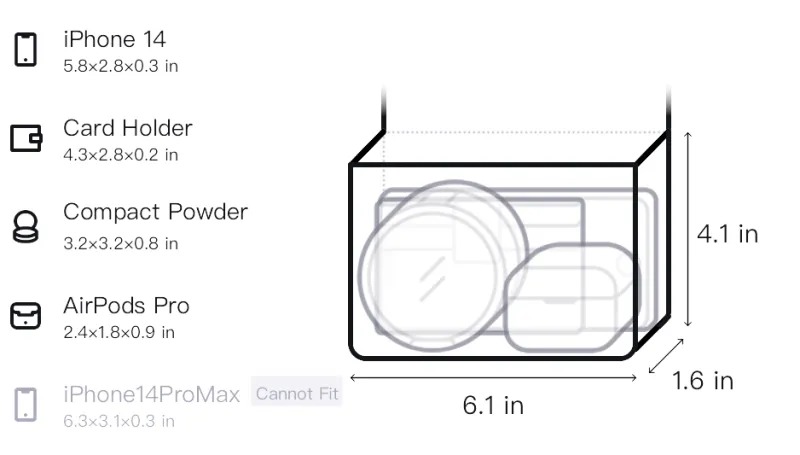 iPhone 14
5.8×2.8×0.3 in
Card Holder
4.3×2.8×0.2 in
Compact Powder
3.2×3.2×0.8 in
AirPods Pro
2.4×1.8×0.9 in
iPhone14ProMax Cannot Fit
6.3×3.1×0.3 in
4.1 in
1.6 in
6.1 in